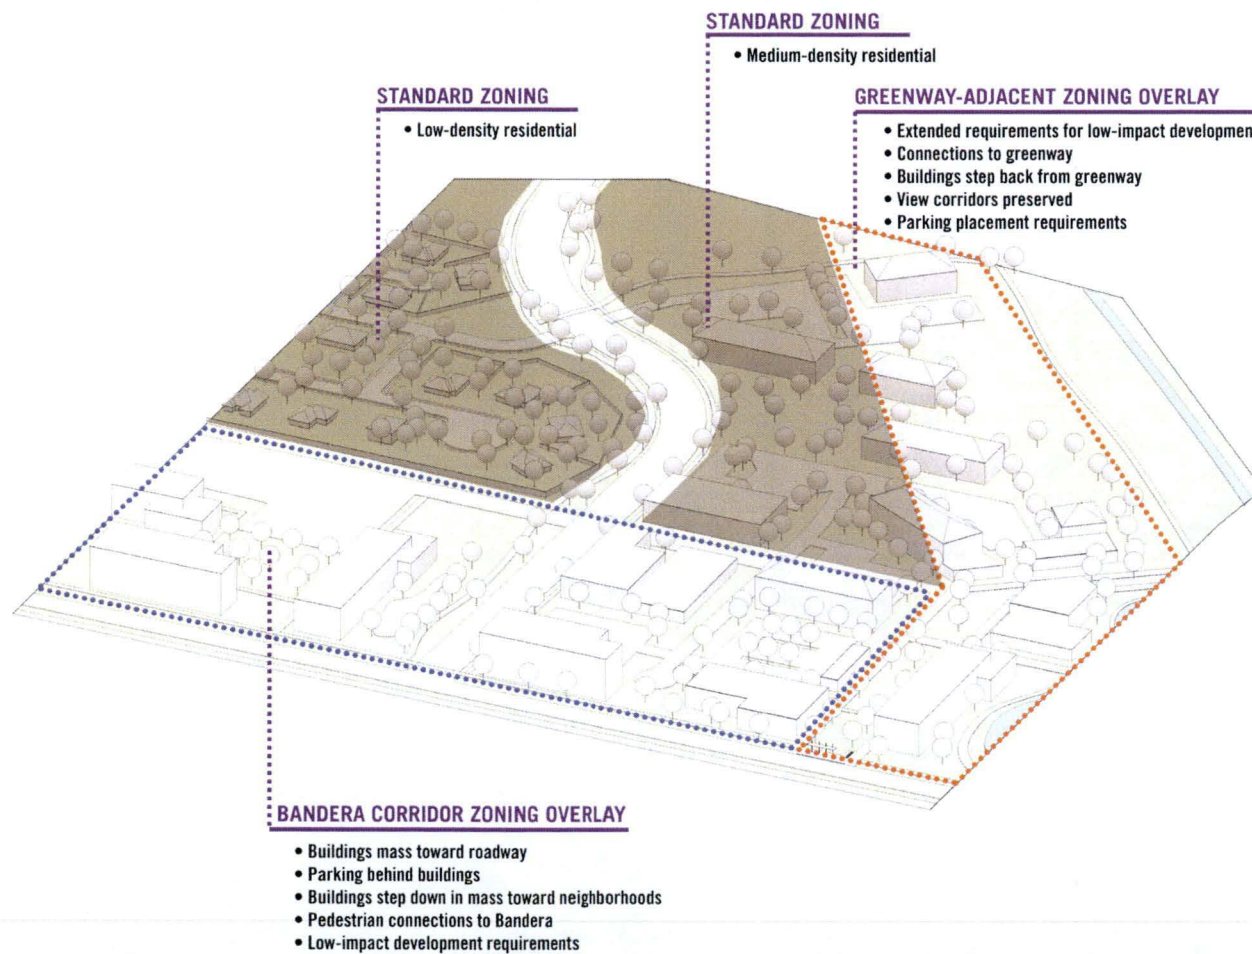 STANDARD ZONING
• Medium-density residential
STANDARD ZONING
• Low-density residential
GREENWAY-ADJACENT ZONING OVERLAY
• Extended requirements for low-impact developmen
• Connections to greenway
• Buildings step back from greenway
• View corridors preserved
• Parking placement requirements
BANDERA CORRIDOR ZONING OVERLAY
• Buildings mass toward roadway
• Parking behind buildings
• Buildings step down in mass toward neighborhoods
• Pedestrian connections to Bandera
• Low-impact development requirements